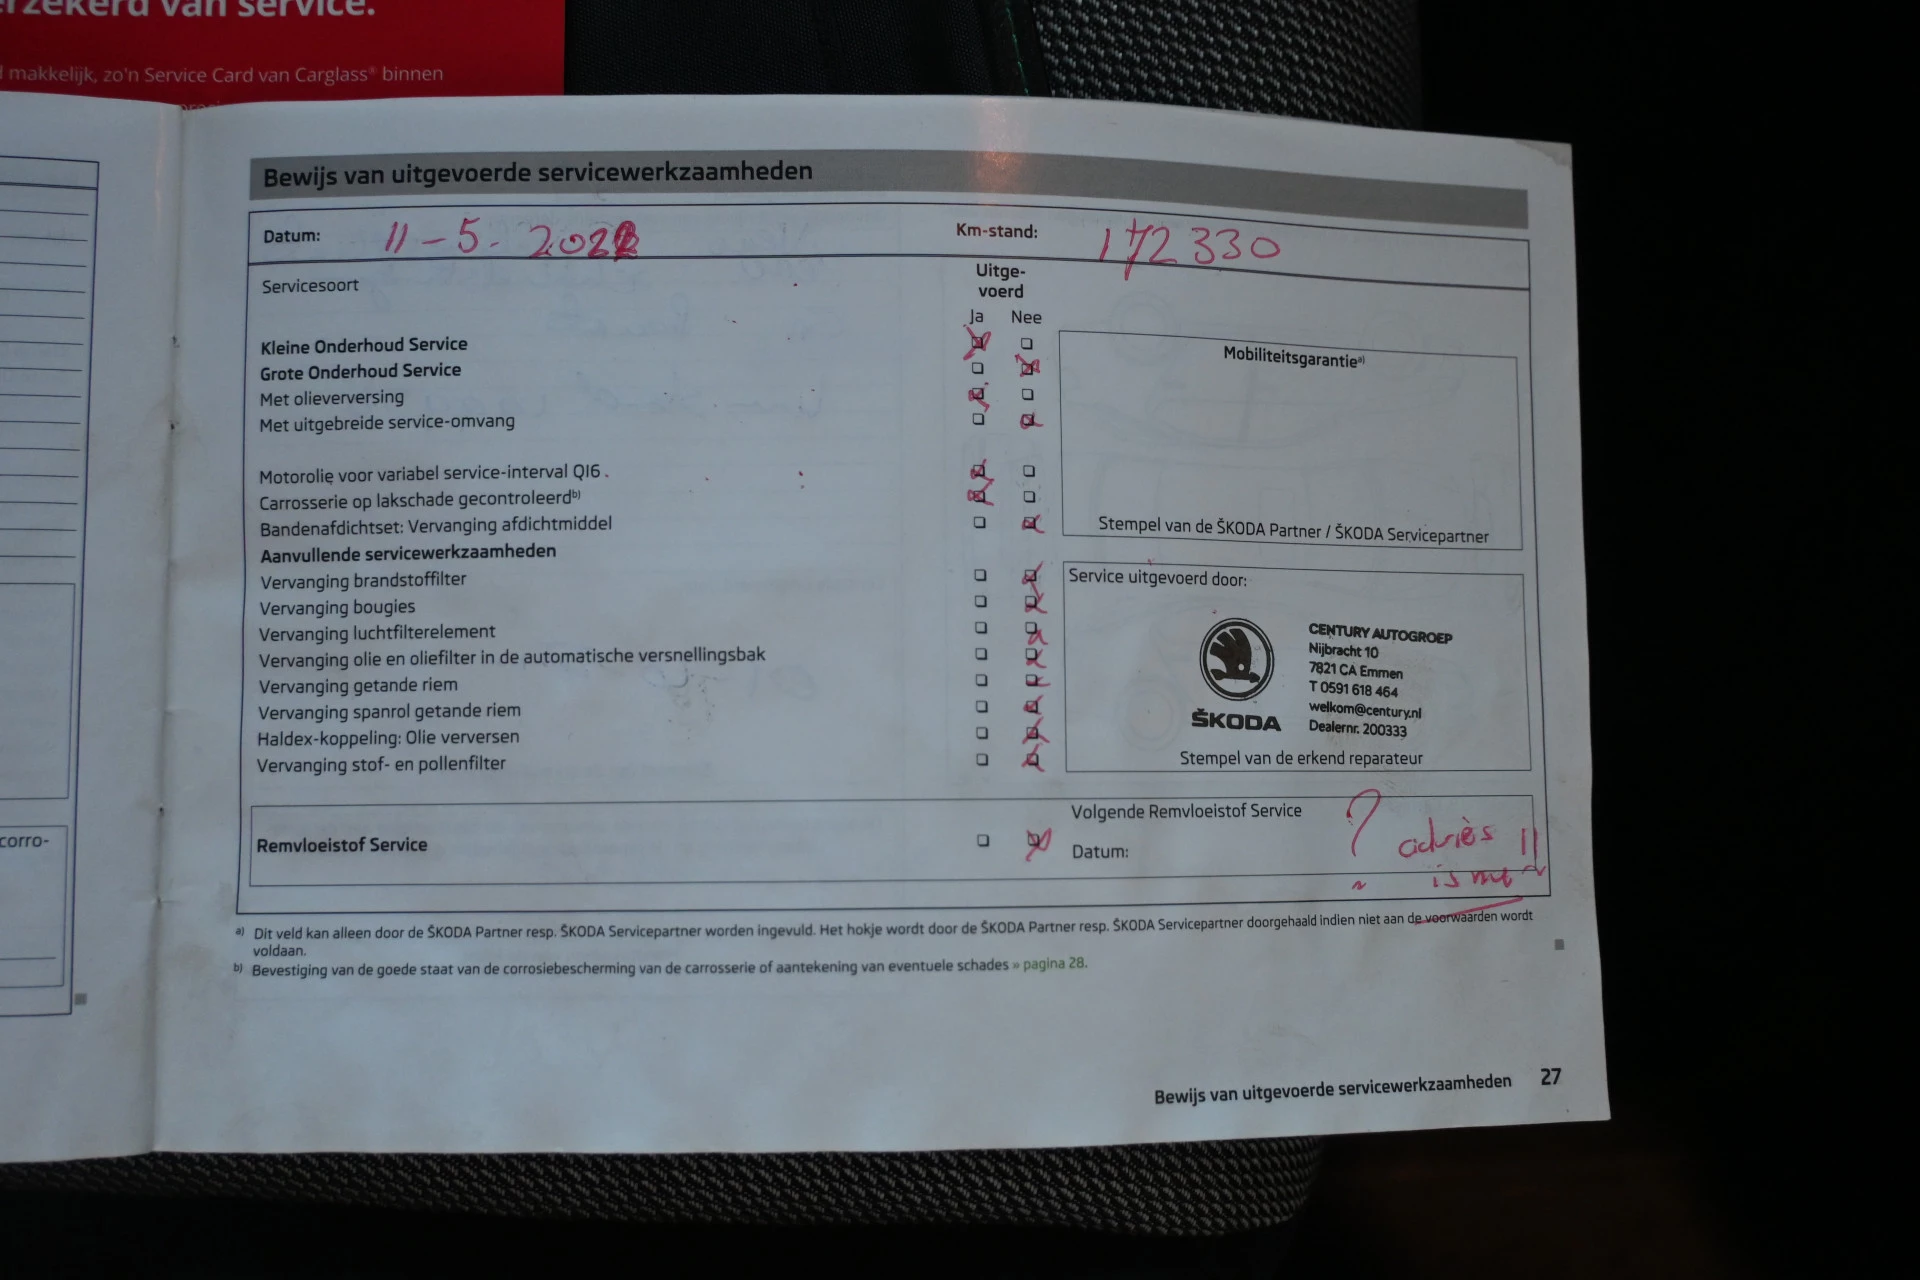 rzekerd van service.
makkelijk, zo'n Service Card van Carglass® binnen
corro-
Bewijs van uitgevoerde servicewerkzaamheden
Datum: 11-5-2022 Km-stand: 172330
Servicesoort Uitge-
voerd
Ja Nee
Kleine Onderhoud Service
Grote Onderhoud Service
Met olieverversing
Met uitgebreide service-omvang
Motorolie voor variabel service-interval QI6
Carrosserie op lakschade gecontroleerd b)
Bandenafdichtset: Vervanging afdichtmiddel
Aanvullende servicewerkzaamheden
Vervanging brandstoffilter
Vervanging bougies
Vervanging luchtfilterelement
Vervanging olie en oliefilter in de automatische versnellingsbak
Vervanging getande riem
Vervanging spanrol getande riem
Haldex-koppeling: Olie verversen
Vervanging stof- en pollenfilter
Mobiliteitsgarantie a)
Stempel van de ŠKODA Partner / ŠKODA Servicepartner
Service uitgevoerd door:
ŠKODA
CENTURY AUTOGROEP
Nijbracht 10
7821 CA Emmen
T 0591 618 464
welkom@century.nl
Dealernr. 200333
Stempel van de erkend reparateur
Remvloeistof Service
Volgende Remvloeistof Service
Datum:
? advies !!
is
a) Dit veld kan alleen door de ŠKODA Partner resp. ŠKODA Servicepartner worden ingevuld. Het hokje wordt door de ŠKODA Partner resp. ŠKODA Servicepartner doorgehaald indien niet aan de voorwaarden wordt
voldaan.
b) Bevestiging van de goede staat van de corrosiebescherming van de carrosserie of aantekening van eventuele schades » pagina 28.
Bewijs van uitgevoerde servicewerkzaamheden 27